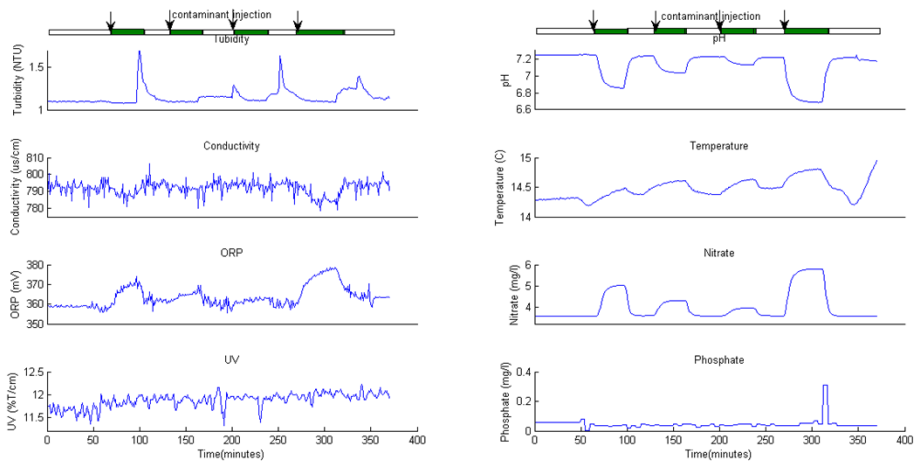 contaminant injection
Tubidity
Turbidity (NTU)
1.5
1
Conductivity
Conductivity (us/cm)
810
800
790
780
ORP
ORP (mV)
380
370
360
350
UV
UV (%T/cm)
12.5
12
11.5
0 50 100 150 200 250 300 350 400
Time(minutes)
contaminant injection
pH
pH
7.2
6.9
6.6
Temperature
Temperature (C)
15
14.5
14
Nitrate
Nitrate (mg/l)
6
5
4
Phosphate
Phosphate (mg/l)
0.4
0.2
0
0 50 100 150 200 250 300 350 400
Time(minutes)